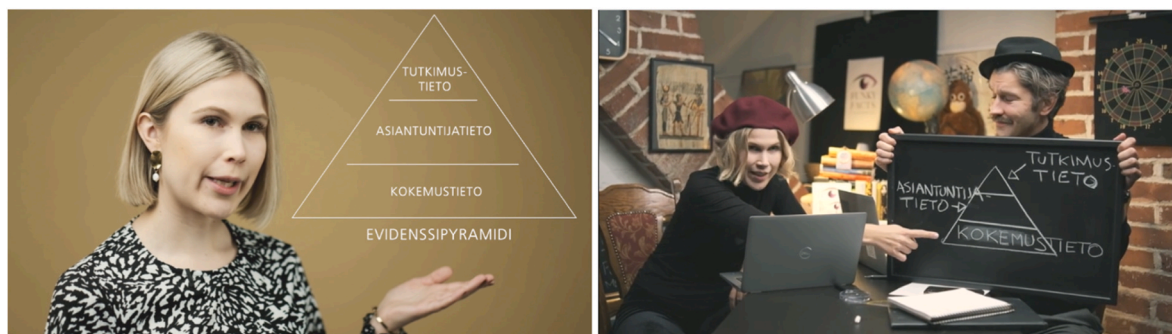 TUTKIMUS-
TIETO
ASIANTUNTIJATIETO
KOKEMUSTIETO
EVIDENSSIPYRAMIDI
TUTKIMUS-
TIETO
ASIANTUNTIJA-
TIETO
KOKEMUSTIETO